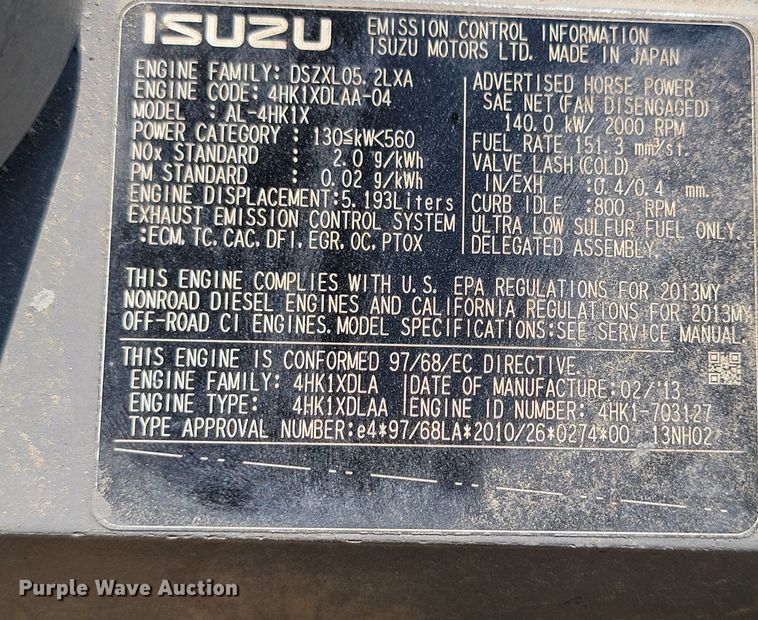 ISUZU
EMISSION CONTROL INFORMATION
ISUZU MOTORS LTD. MADE IN JAPAN
ENGINE FAMILY: DSZXL05.2LXA
ENGINE CODE: 4HK1XDLAA-04
MODEL : AL-4HK1X
POWER CATEGORY : 130≦kW<560
NOx STANDARD : 2.0 g/kWh
PM STANDARD : 0.02 g/kWh
ENGINE DISPLACEMENT:5.193Liters
EXHAUST EMISSION CONTROL SYSTEM
:ECM, TC, CAC, DFI, EGR, OC, PTOX
ADVERTISED HORSE POWER
SAE NET(FAN DISENGAGED)
140.0 kW/ 2000 RPM
FUEL RATE 151.3 mm³/st.
VALVE LASH(COLD)
IN/EXH :0.4/0.4 mm.
CURB IDLE :800 RPM
ULTRA LOW SULFUR FUEL ONLY.
DELEGATED ASSEMBLY.
THIS ENGINE COMPLIES WITH U.S. EPA REGULATIONS FOR 2013MY
NONROAD DIESEL ENGINES AND CALIFORNIA REGULATIONS FOR 2013MY
OFF-ROAD CI ENGINES.MODEL SPECIFICATIONS:SEE SERVICE MANUAL.
THIS ENGINE IS CONFORMED 97/68/EC DIRECTIVE.
ENGINE FAMILY: 4HK1XDLA DATE OF MANUFACTURE:02/'13
ENGINE TYPE: 4HK1XDLAA ENGINE ID NUMBER: 4HK1-703127
TYPE APPROVAL NUMBER:e4*97/68LA*2010/26*0274*00 13NH02
Purple Wave Auction